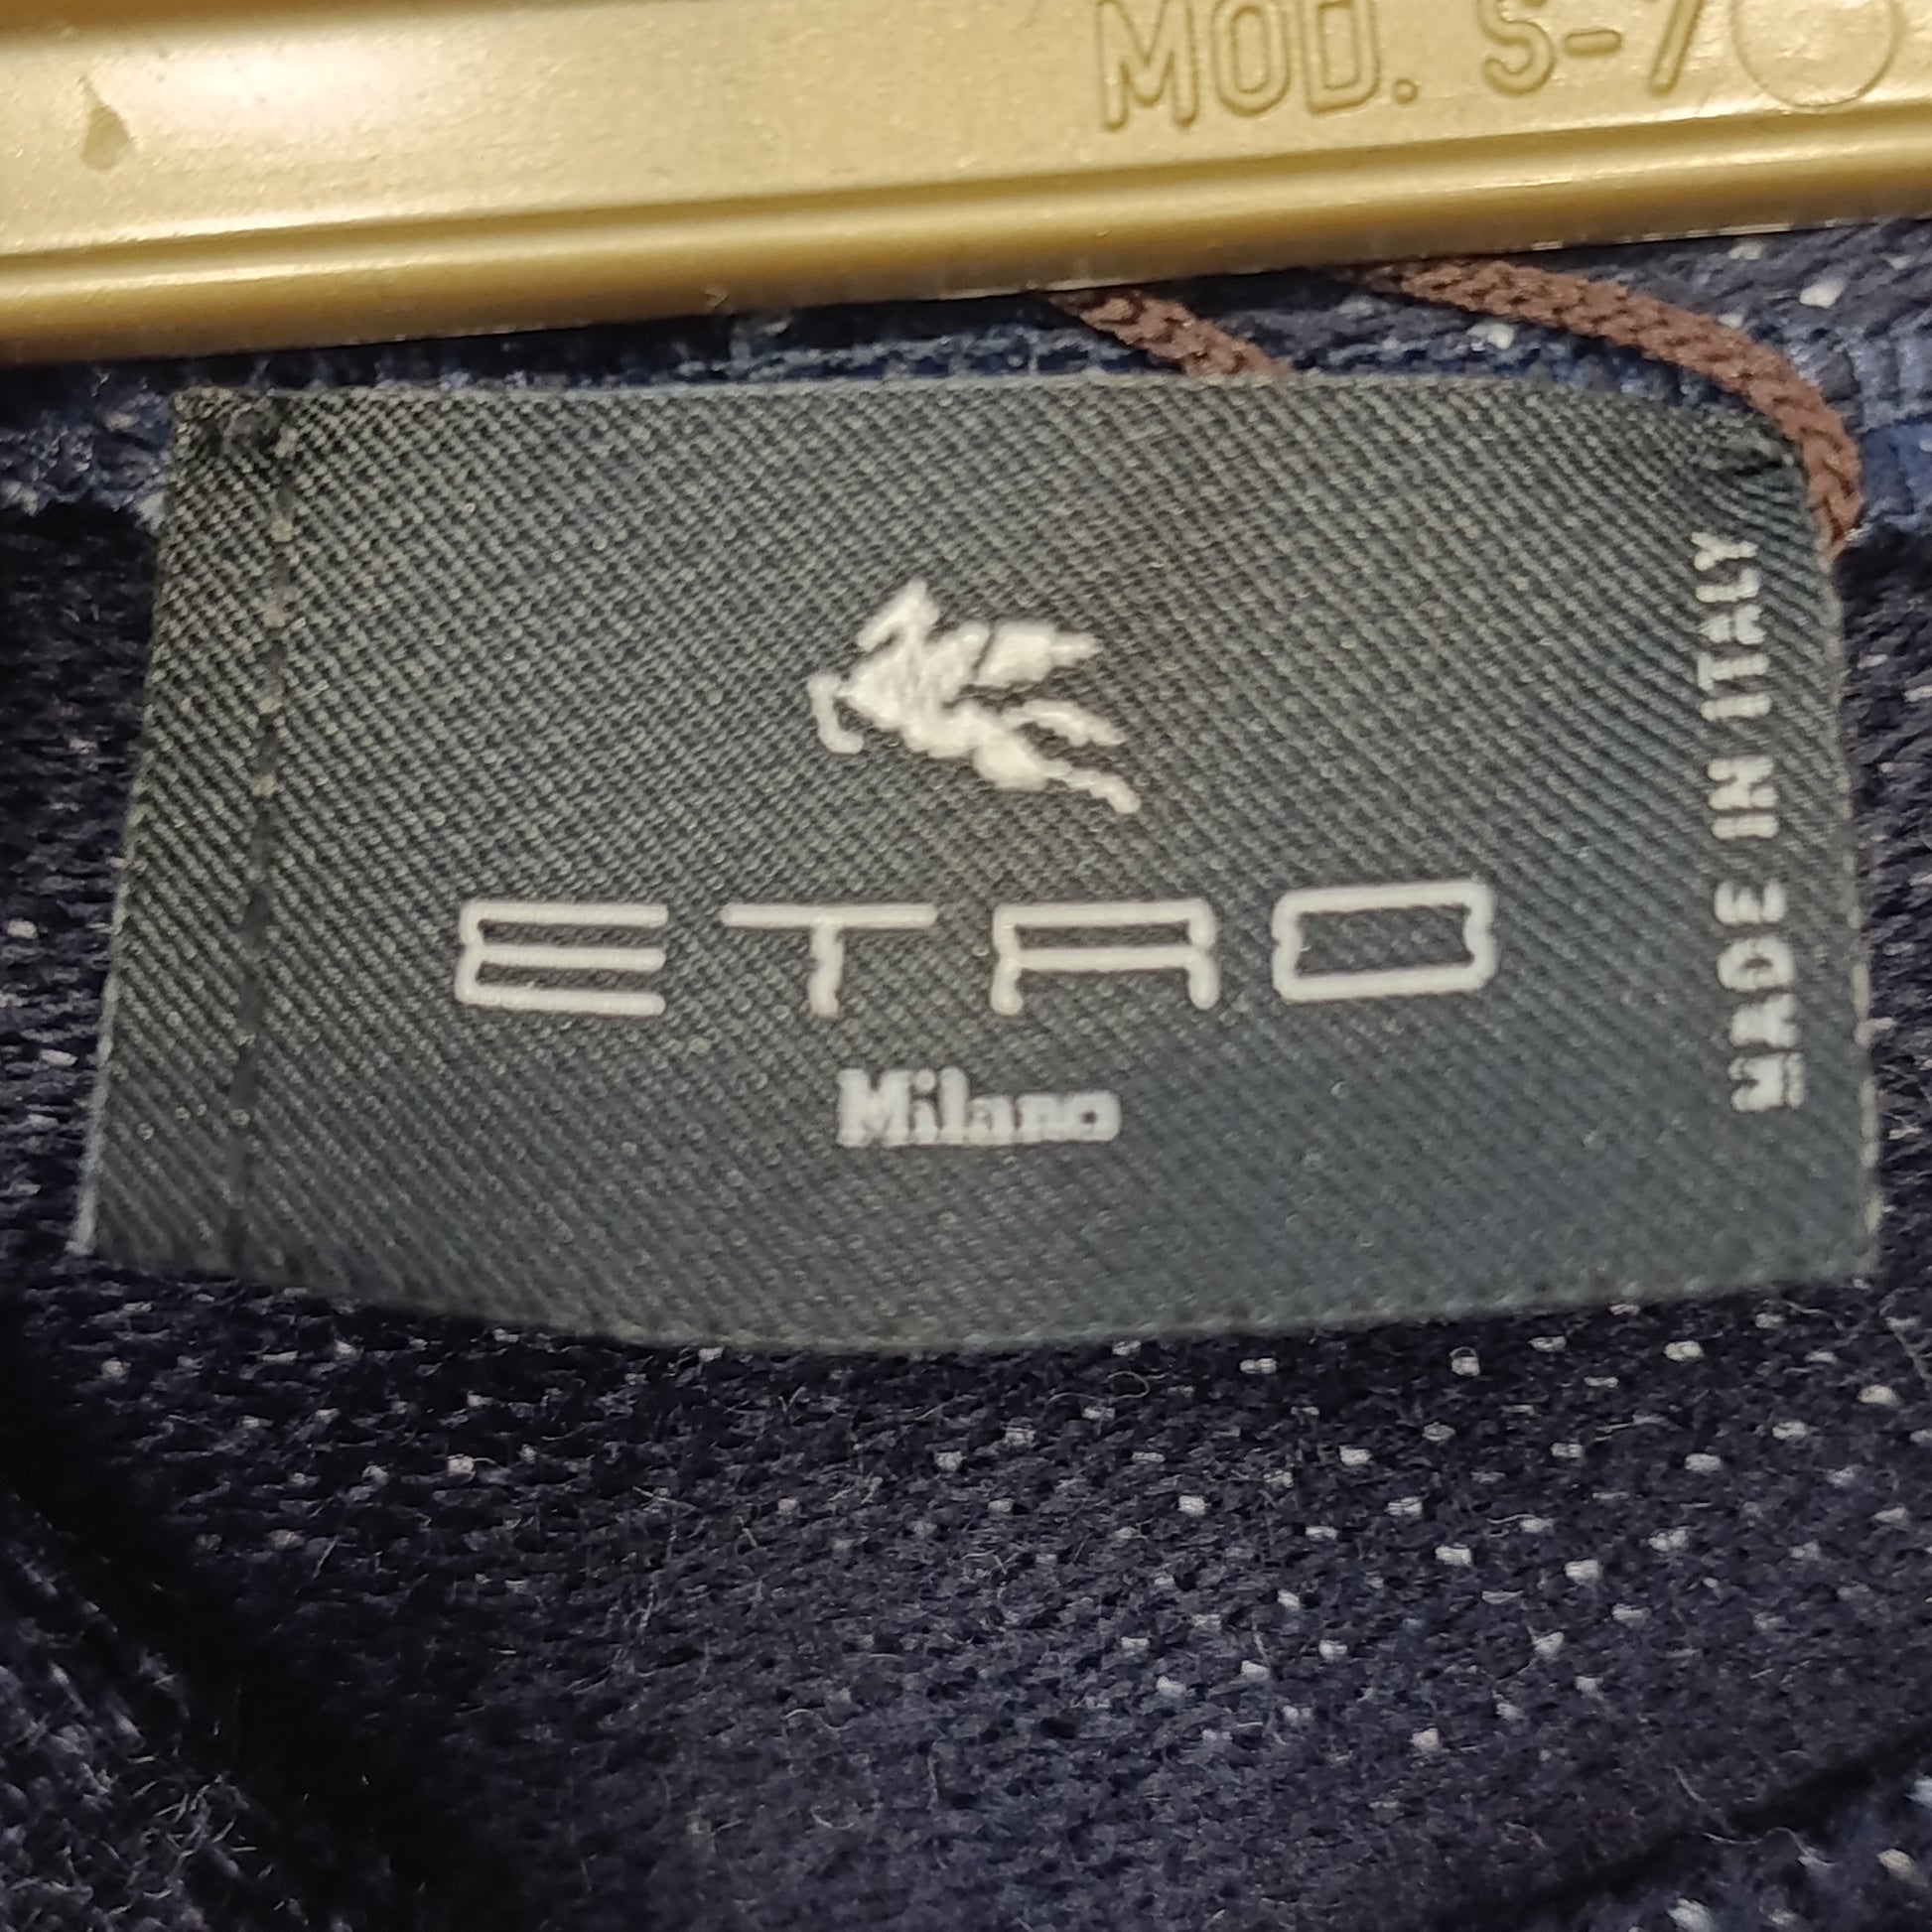 MOD. S-7
ETRO
Milano
MADE IN ITALY